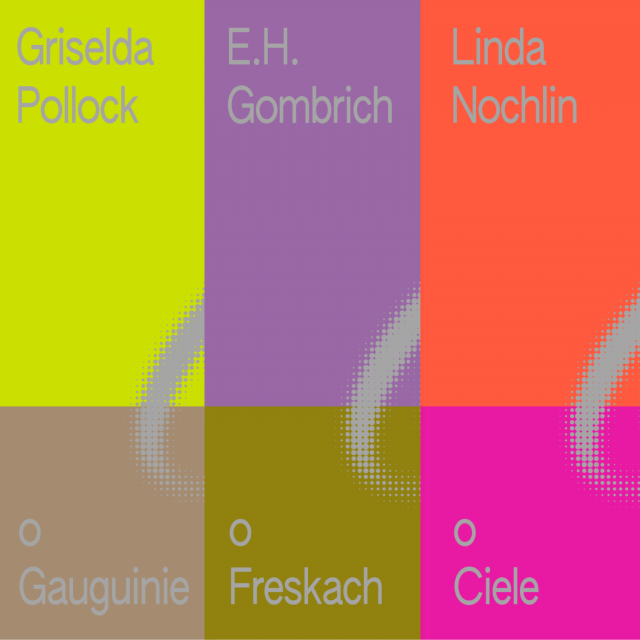 Griselda
Pollock
E.H.
Gombrich
Linda
Nochlin
o
Gauguinie
o
Freskach
o
Ciele